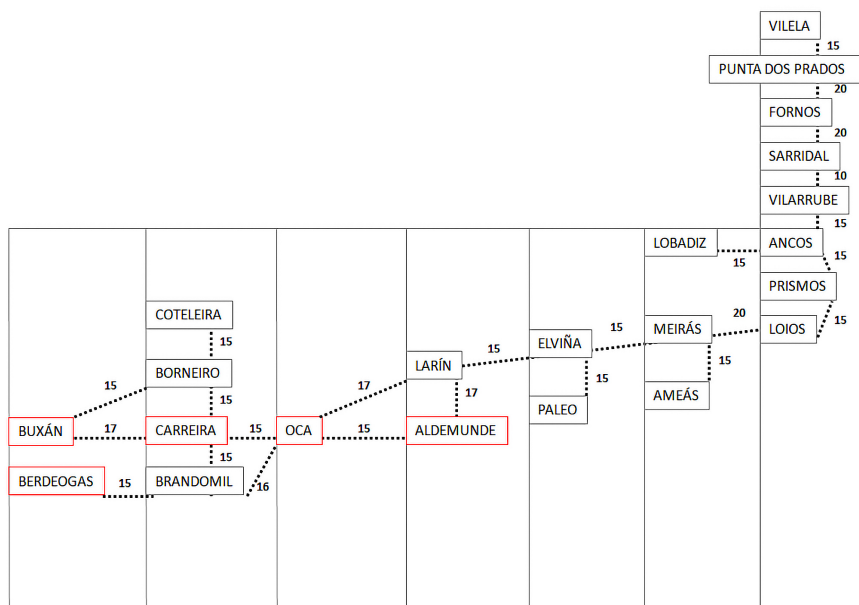 VILELA
15
PUNTA DOS PRADOS
20
FORNOS
20
SARRIDAL
10
VILARRUBE
15
LOBADIZ
15
ANCOS
15
PRISMOS
15
COTELEIRA
15
ELVIÑA
15
MEIRÁS
20
LOIOS
BORNEIRO
15
15
17
LARÍN
15
17
15
PALEO
15
AMEÁS
BUXÁN
17
CARREIRA
15
OCA
15
ALDEMUNDE
15
BERDEOGAS
15
BRANDOMIL
16